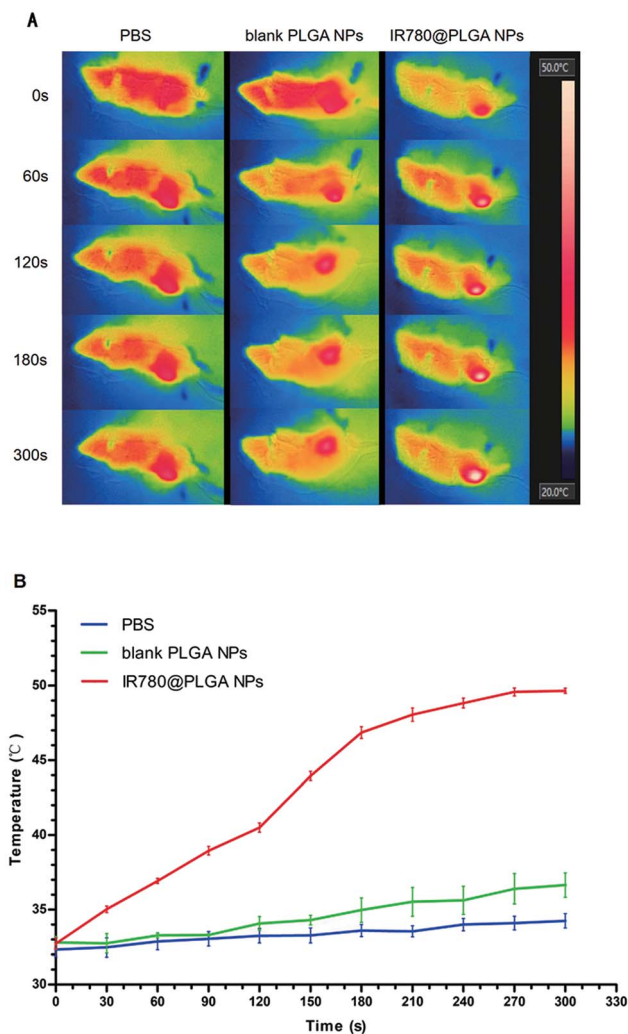 A
PBS blank PLGA NPs IR780@PLGA NPs
50.0°C
0s
60s
120s
180s
300s
20.0°C
B
PBS
blank PLGA NPs
IR780@PLGA NPs
55
50
45
40
35
30
Temperature (℃)
0 30 60 90 120 150 180 210 240 270 300 330
Time (s)